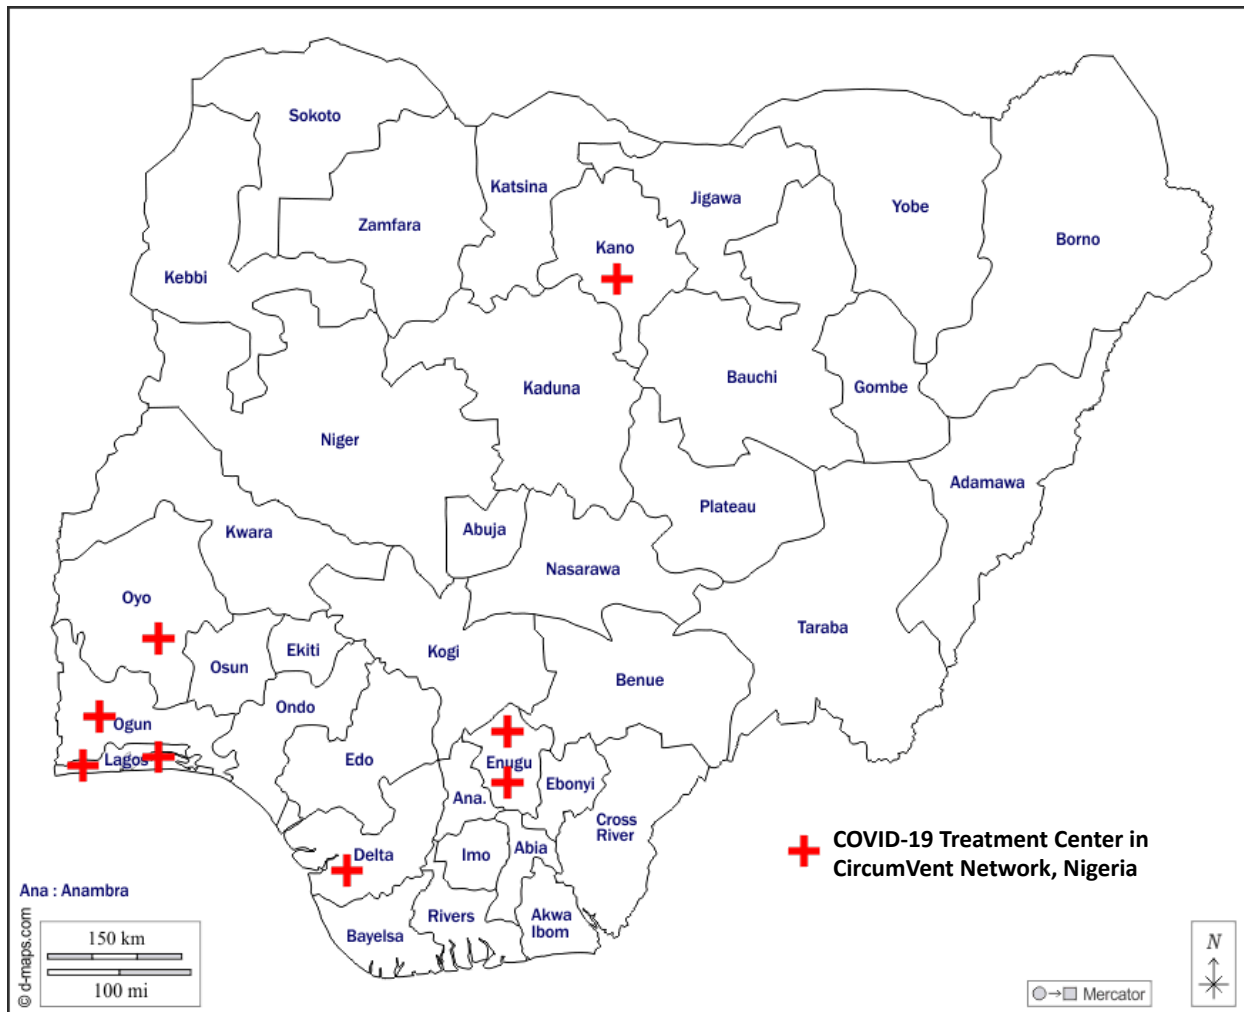 Sokoto
Katsina
Jigawa
Yobe
Zamfara
Kano
Borno
Kebbi
Bauchi
Kaduna
Gombe
Niger
Adamawa
Plateau
Abuja
Kwara
Nasarawa
Oyo
Taraba
Ekiti
Kogi
Osun
Benue
Ondo
Ogun
Lagos
Edo
Enugu
Ebonyi
Ana.
Cross
River
Delta
Imo
Abia
Rivers
Akwa
Ibom
Bayelsa
COVID-19 Treatment Center in
CircumVent Network, Nigeria
Ana : Anambra
© d-maps.com
150 km
100 mi
N
Mercator